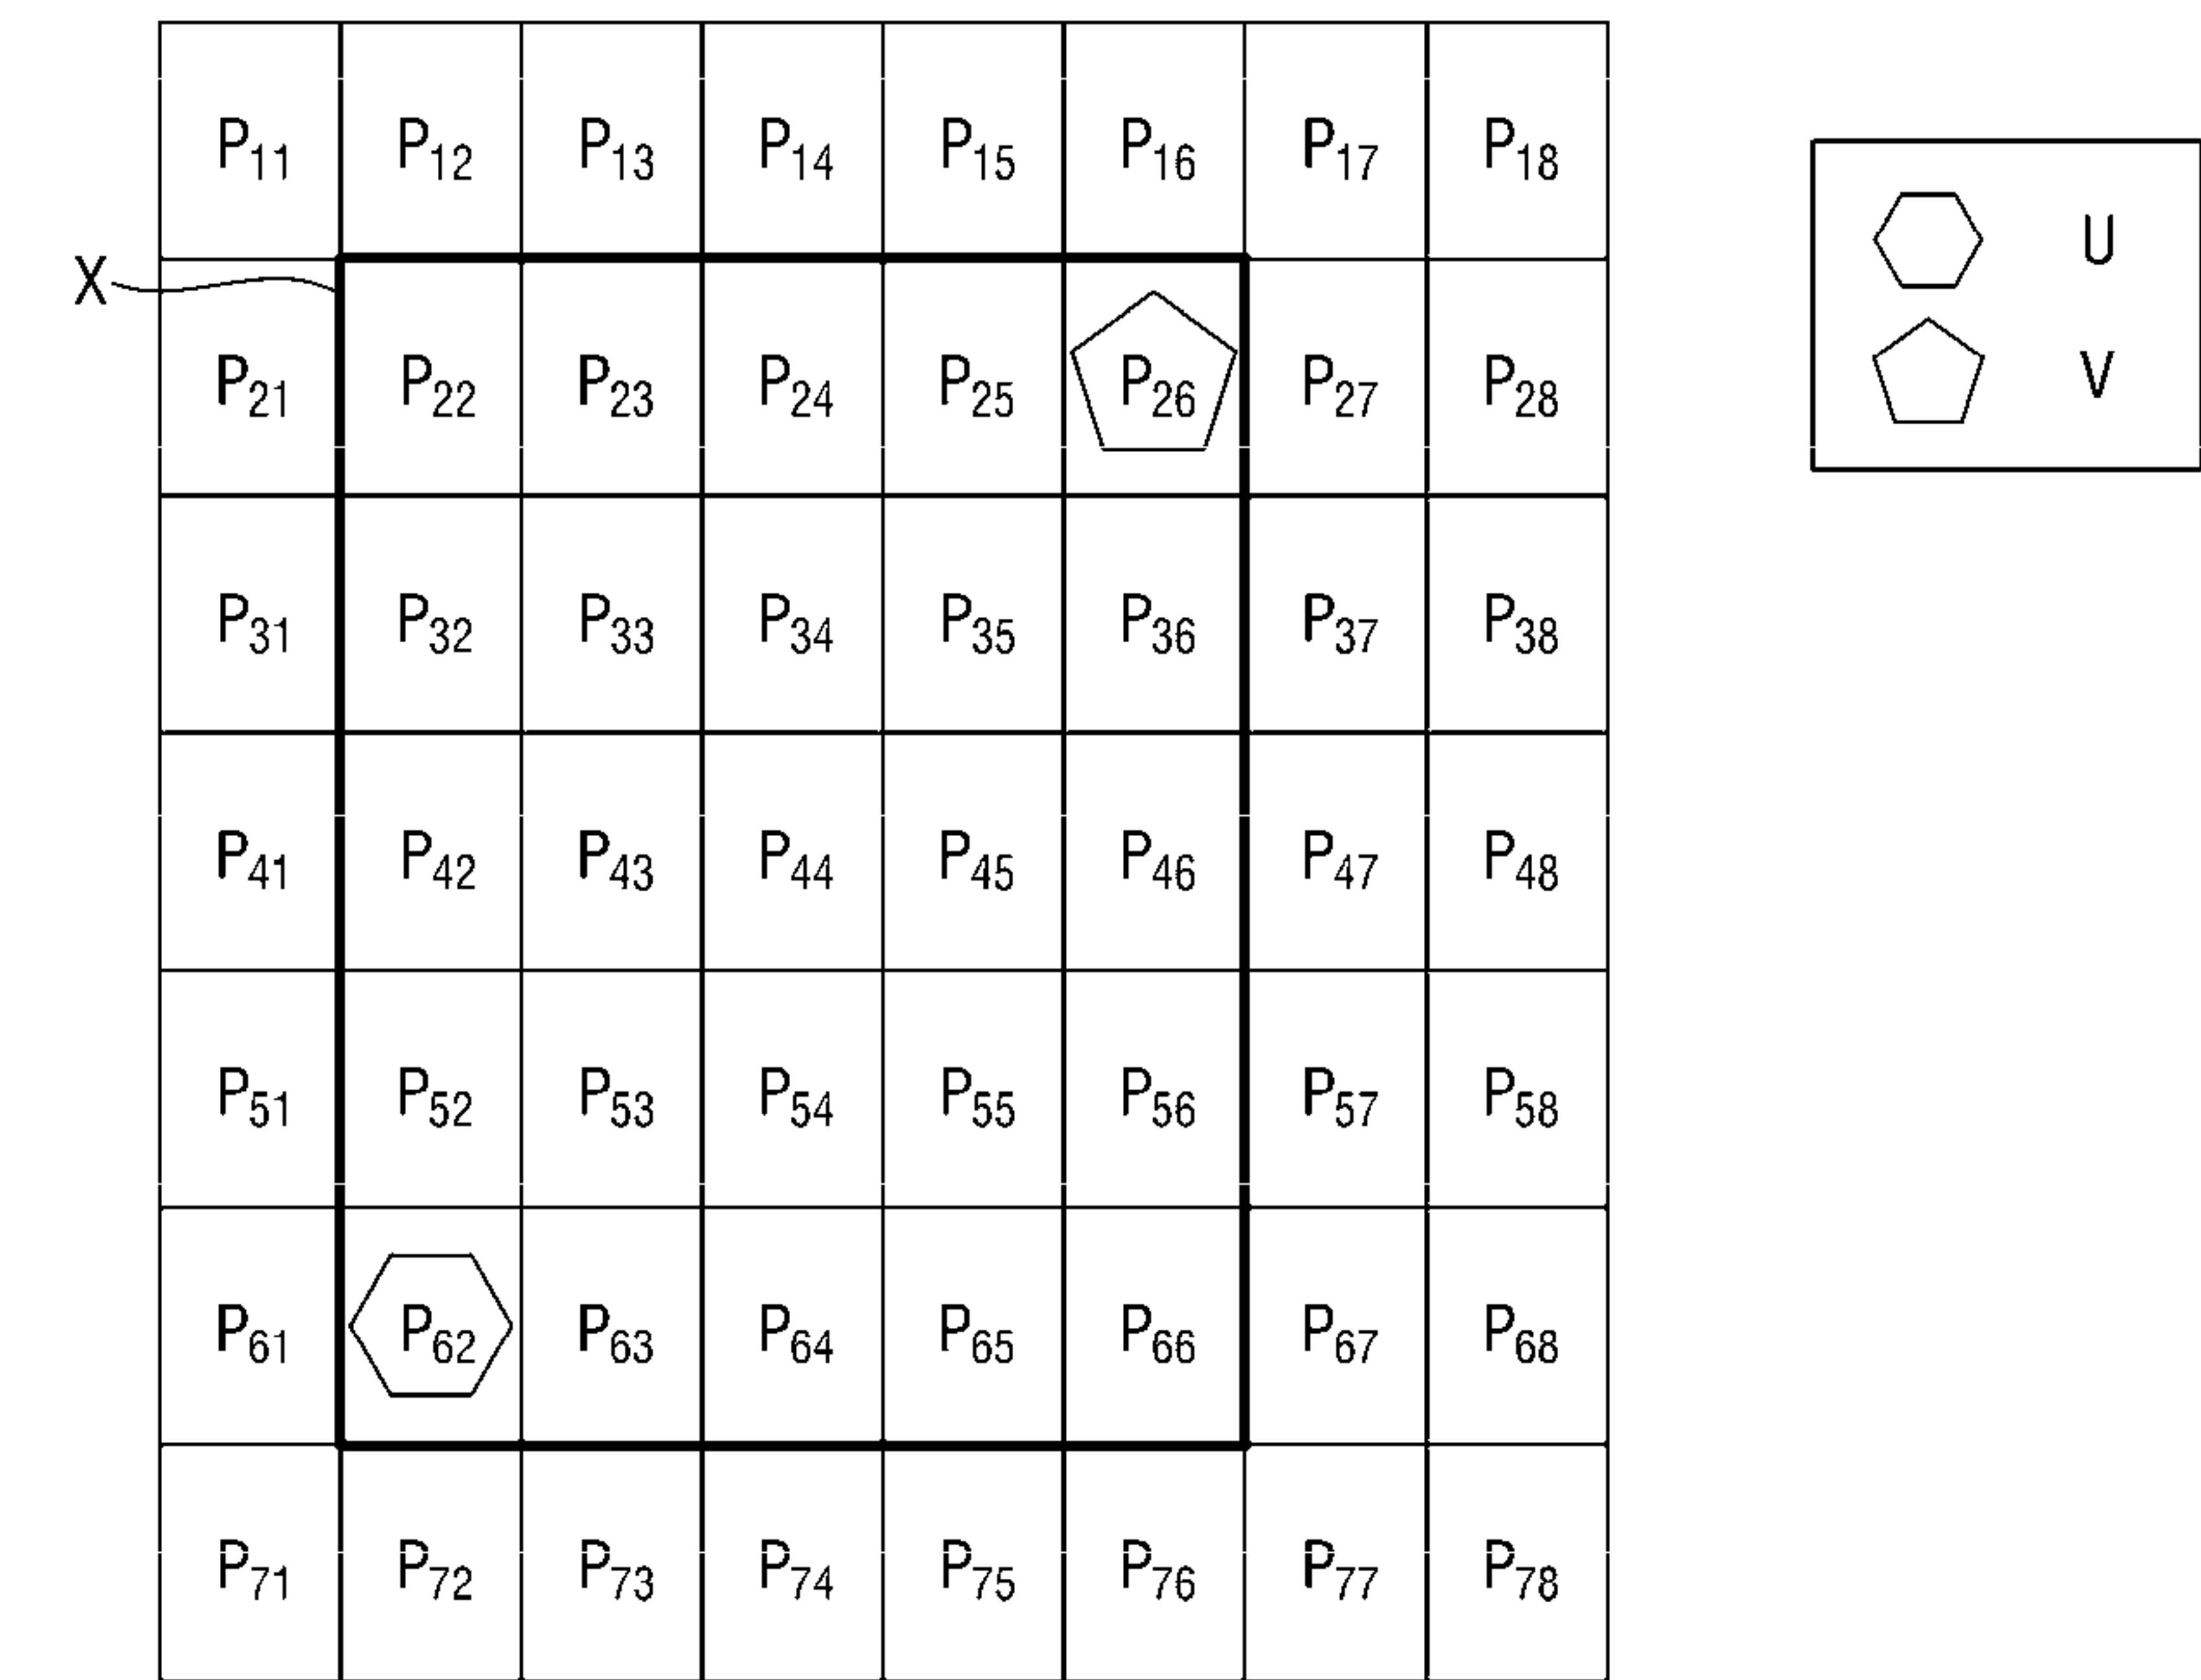 P11 P12 P13 P14 P15 P16 P17 P18
X
P21 P22 P23 P24 P25 P26 P27 P28
P31 P32 P33 P34 P35 P36 P37 P38
P41 P42 P43 P44 P45 P46 P47 P48
P51 P52 P53 P54 P55 P56 P57 P58
P61 P62 P63 P64 P65 P66 P67 P68
P71 P72 P73 P74 P75 P76 P77 P78
U
V